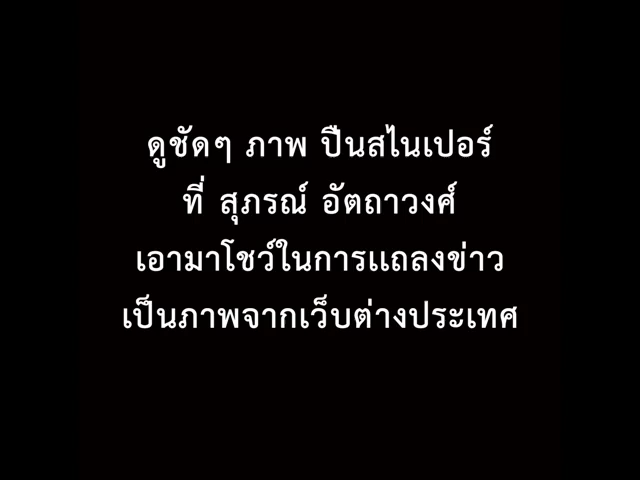 ดูชัดๆ ภาพ ปืนสไนเปอร์
ที่ สุภรณ์ อัตถาวงศ์
เอามาโชว์ในการแถลงข่าว
เป็นภาพจากเว็บต่างประเทศ